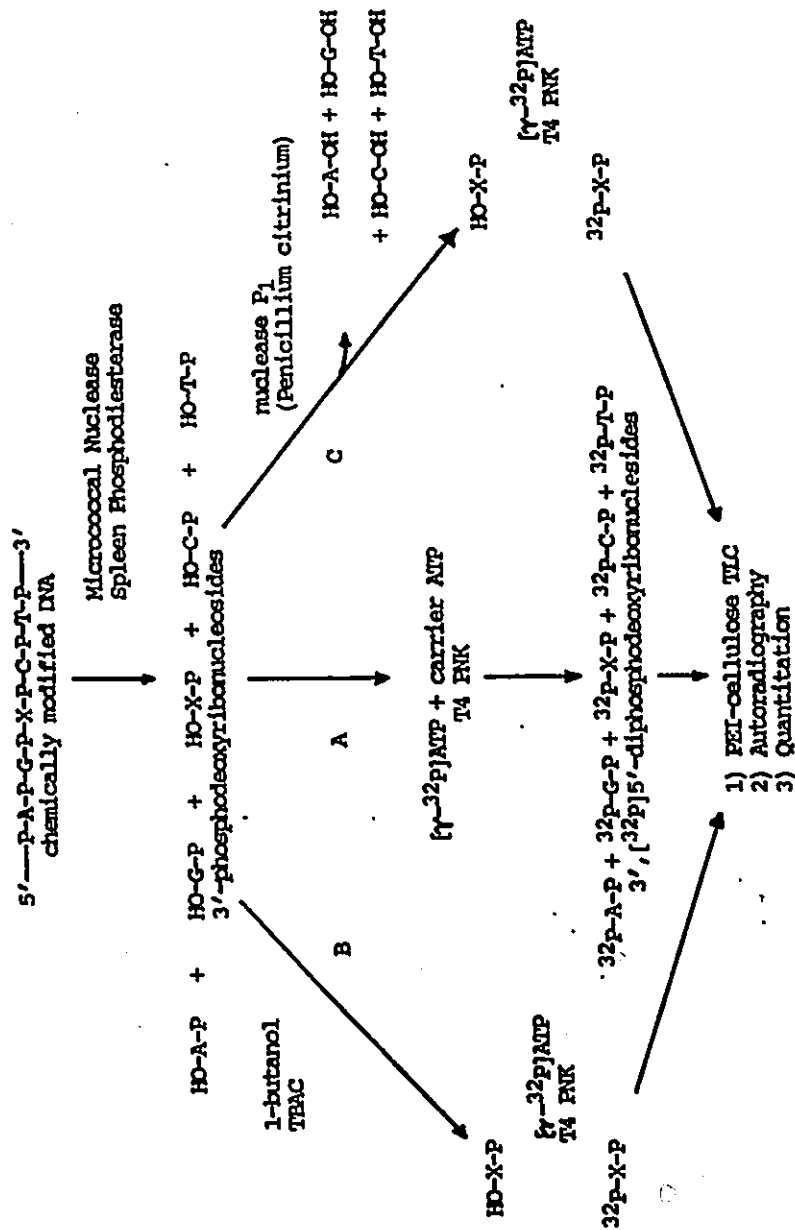 5'—P-A-P-G-P-X-P-C-P-T-P—3'
chemically modified DNA
Micrococcal Nuclease
Spleen Phosphodiesterase
HO-A-P + HO-G-P + HO-X-P + HO-C-P + HO-T-P
3'-phosphodeoxyribonucleosides
1-butanol
TBAC
B
A
C
nuclease P1
(Penicillium citrinium)
HO-A-OH + HO-G-OH
+ HO-C-OH + HO-T-OH
HO-X-P
[γ-32P]ATP
T4 PNK
32P-X-P
[γ-32P]ATP + carrier ATP
T4 PNK
HO-X-P
[γ-32P]ATP
T4 PNK
32P-X-P
32P-A-P + 32P-G-P + 32P-X-P + 32P-C-P + 32P-T-P
3',[32P]5'-diphosphodeoxyribonuclesides
1) PEI-cellulose TLC
2) Autoradiography
3) Quantitation